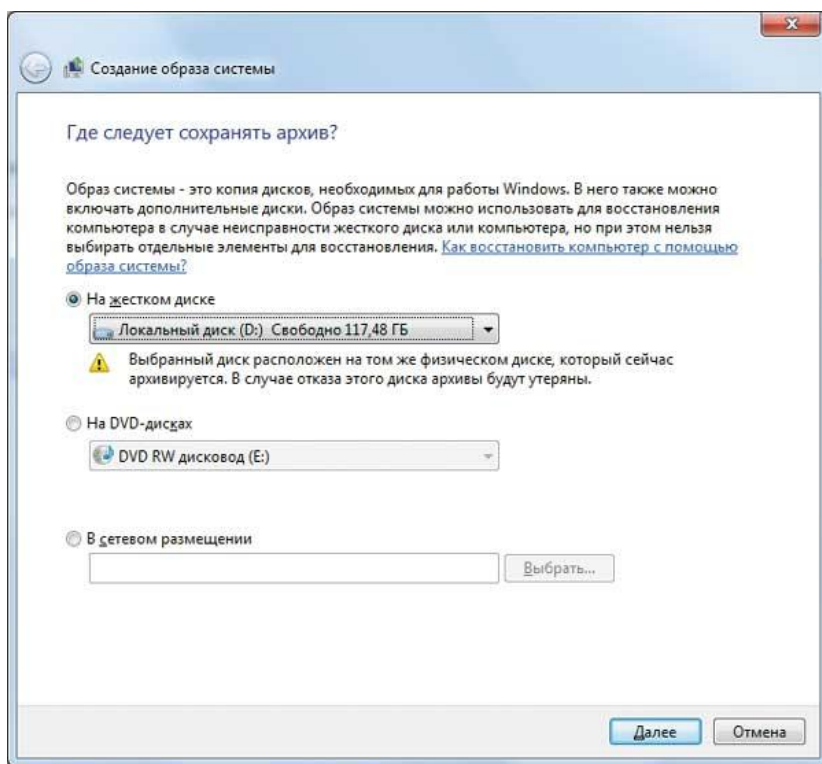 Создание образа системы
Где следует сохранять архив?
Образ системы - это копия дисков, необходимых для работы Windows. В него также можно
включать дополнительные диски. Образ системы можно использовать для восстановления
компьютера в случае неисправности жесткого диска или компьютера, но при этом нельзя
выбирать отдельные элементы для восстановления. Как восстановить компьютер с помощью
образа системы?
На жестком диске
Локальный диск (D:) Свободно 117,48 ГБ
Выбранный диск расположен на том же физическом диске, который сейчас
архивируется. В случае отказа этого диска архивы будут утеряны.
На DVD-дисках
DVD RW дисковод (E:)
В сетевом размещении
Выбрать...
Далее
Отмена